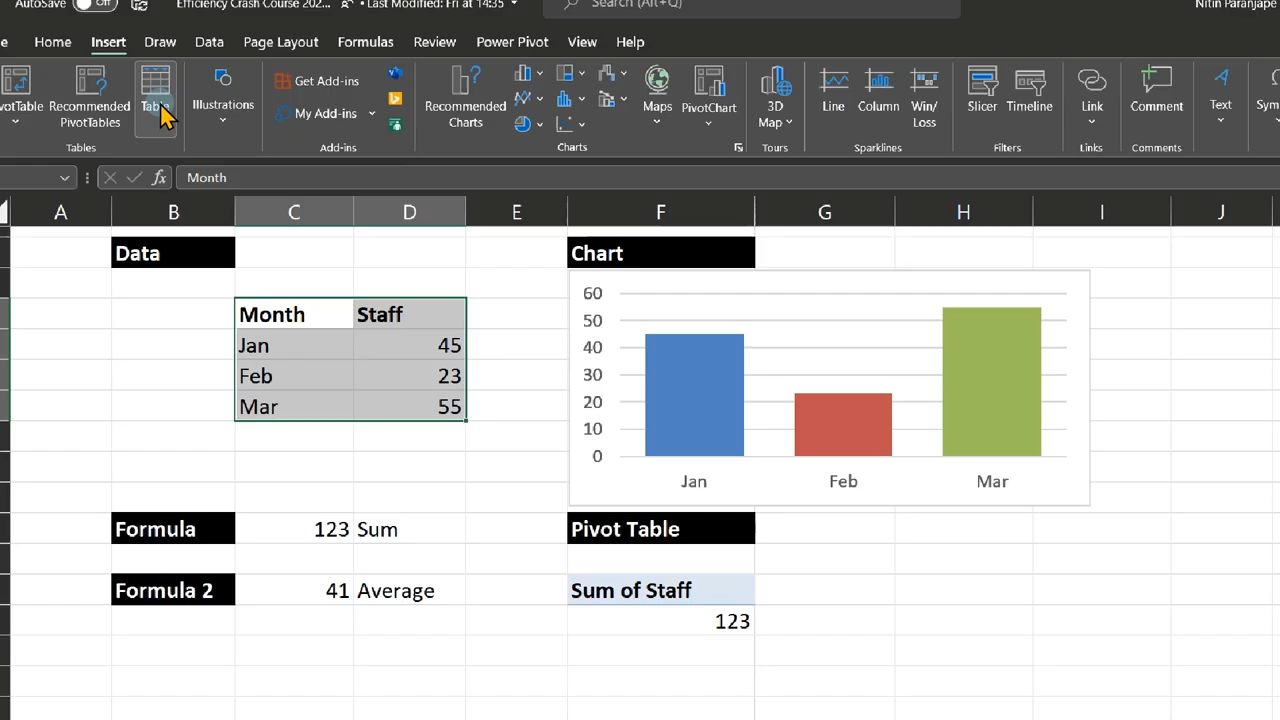 AutoSave Off Efficiency Crash Course 202... • Last Modified: Fri at 14:35 Search (Alt+Q) Nitin Paranjape
e Home Insert Draw Data Page Layout Formulas Review Power Pivot View Help
Get Add-ins
My Add-ins
votTable
Recommended
PivotTables
Table
Illustrations
Recommended
Charts
Maps
PivotChart
3D
Map
Line
Column
Win/
Loss
Slicer
Timeline
Link
Comment
Text
Sym
Tables Add-ins Charts Tours Sparklines Filters Links Comments
fx Month
A B C D E F G H I J
Data Chart
Month Staff
Jan 45
Feb 23
Mar 55
60
50
40
30
20
10
0
Jan Feb Mar
Formula 123 Sum Pivot Table
Formula 2 41 Average Sum of Staff
123